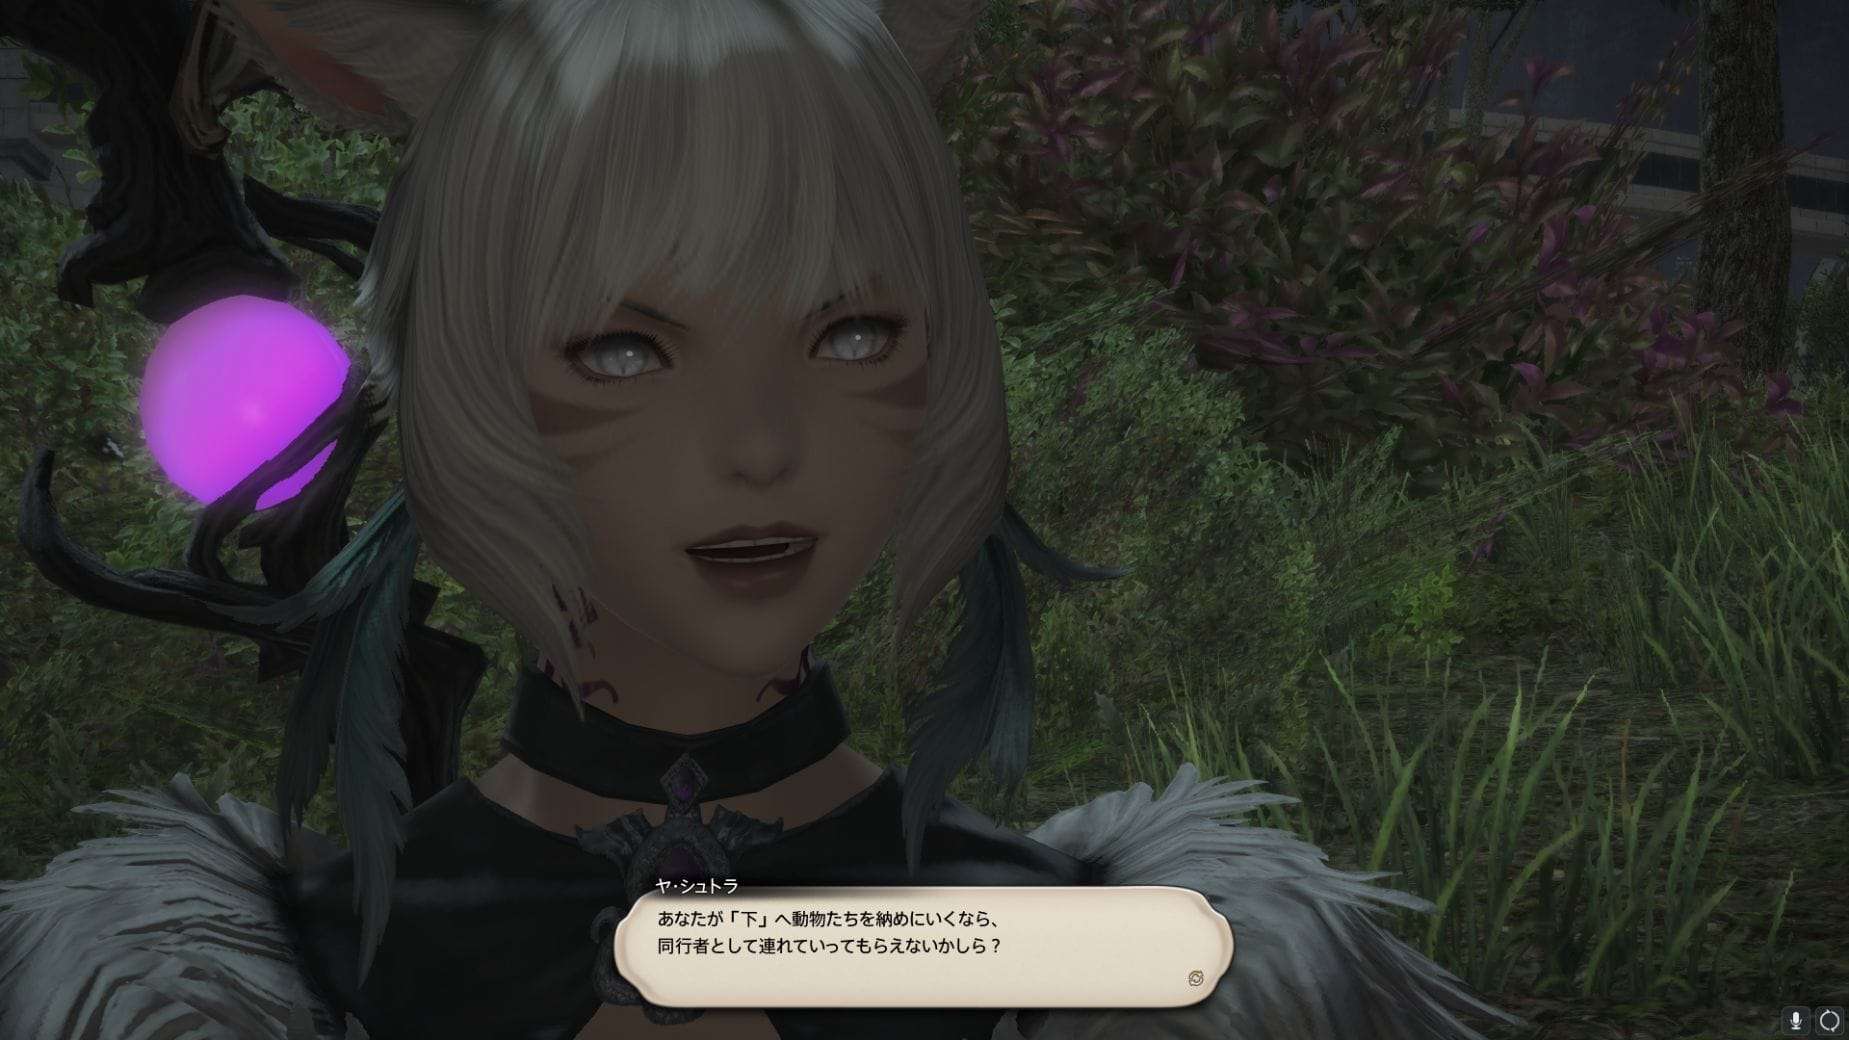 ヤ・シュトラ
あなたが「下」へ動物たちを納めにいくなら、
同行者として連れていってもらえないかしら？